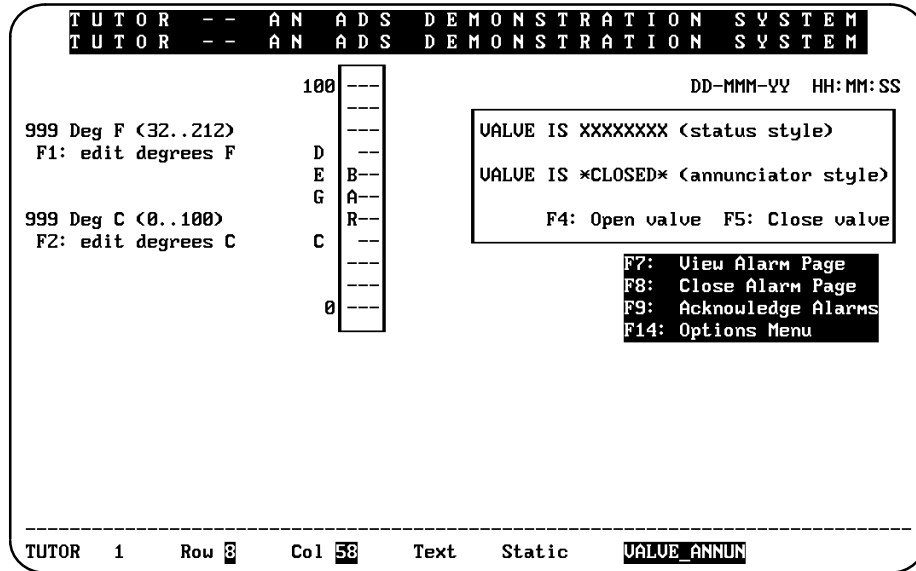 T U T O R - - A N A D S D E M O N S T R A T I O N S Y S T E M
T U T O R - - A N A D S D E M O N S T R A T I O N S Y S T E M
100 --- DD-MMM-YY HH:MM:SS
---
999 Deg F (32..212) --- VALVE IS XXXXXXXX (status style)
F1: edit degrees F D --
E B-- VALVE IS *CLOSED* (annunciator style)
G A--
999 Deg C (0..100) R-- F4: Open valve F5: Close valve
F2: edit degrees C C --
--- F7: View Alarm Page
--- F8: Close Alarm Page
0 --- F9: Acknowledge Alarms
F14: Options Menu
--------------------------------------------------------------------------------
TUTOR 1 Row 8 Col 58 Text Static VALVE_ANNUN